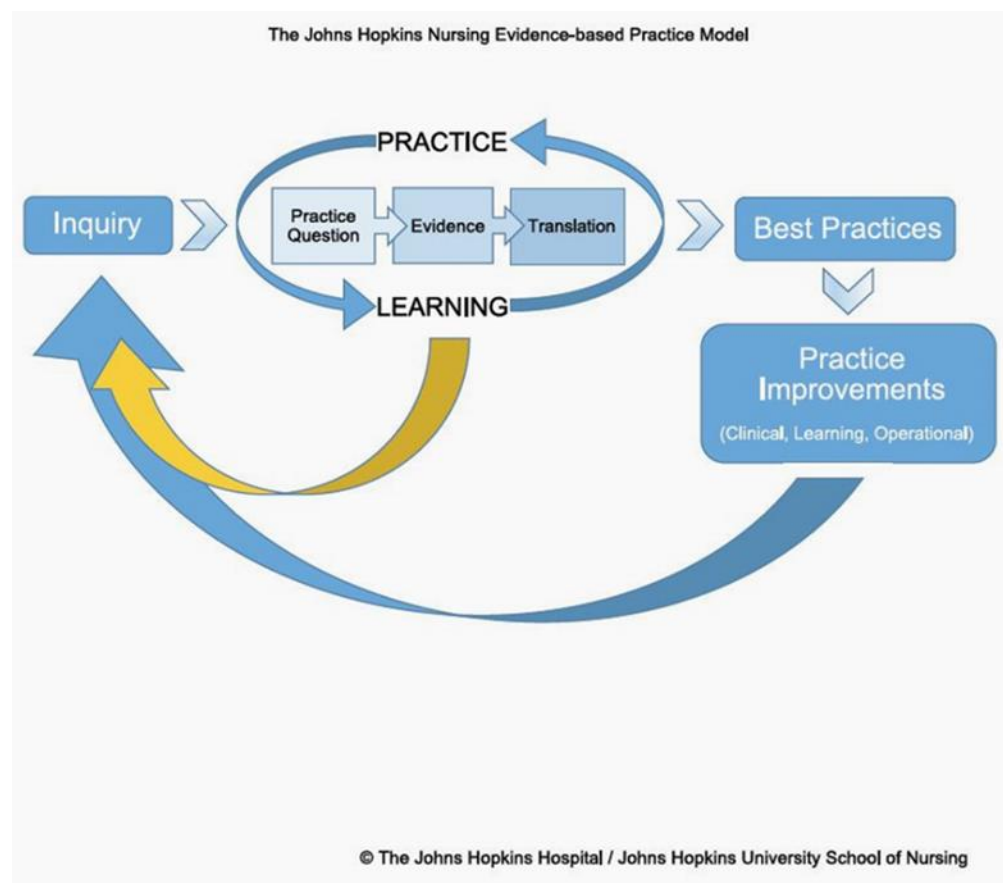 The Johns Hopkins Nursing Evidence-based Practice Model
PRACTICE
Inquiry
Practice
Question
Evidence
Translation
Best Practices
LEARNING
Practice
Improvements
(Clinical, Learning, Operational)
© The Johns Hopkins Hospital / Johns Hopkins University School of Nursing